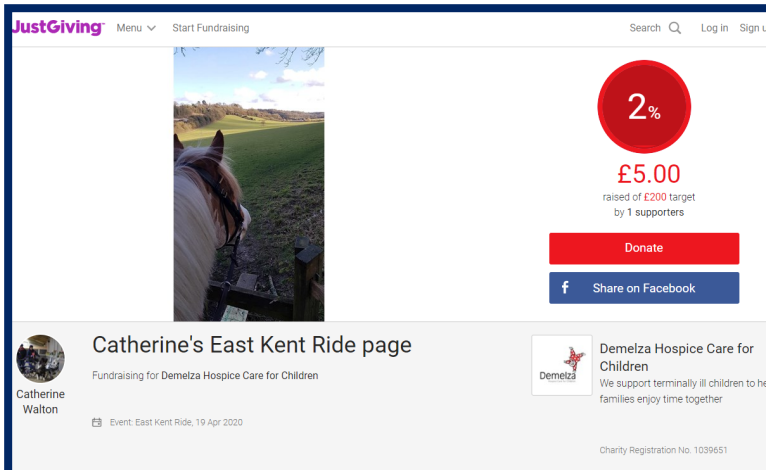 JustGiving™ Menu Start Fundraising Search Log in Sign u
2%
£5.00
raised of £200 target
by 1 supporters
Donate
f Share on Facebook
Catherine's East Kent Ride page
Fundraising for Demelza Hospice Care for Children
Catherine
Walton
Event: East Kent Ride, 19 Apr 2020
Demelza
Demelza Hospice Care for
Children
We support terminally ill children to he
families enjoy time together
Charity Registration No. 1039651